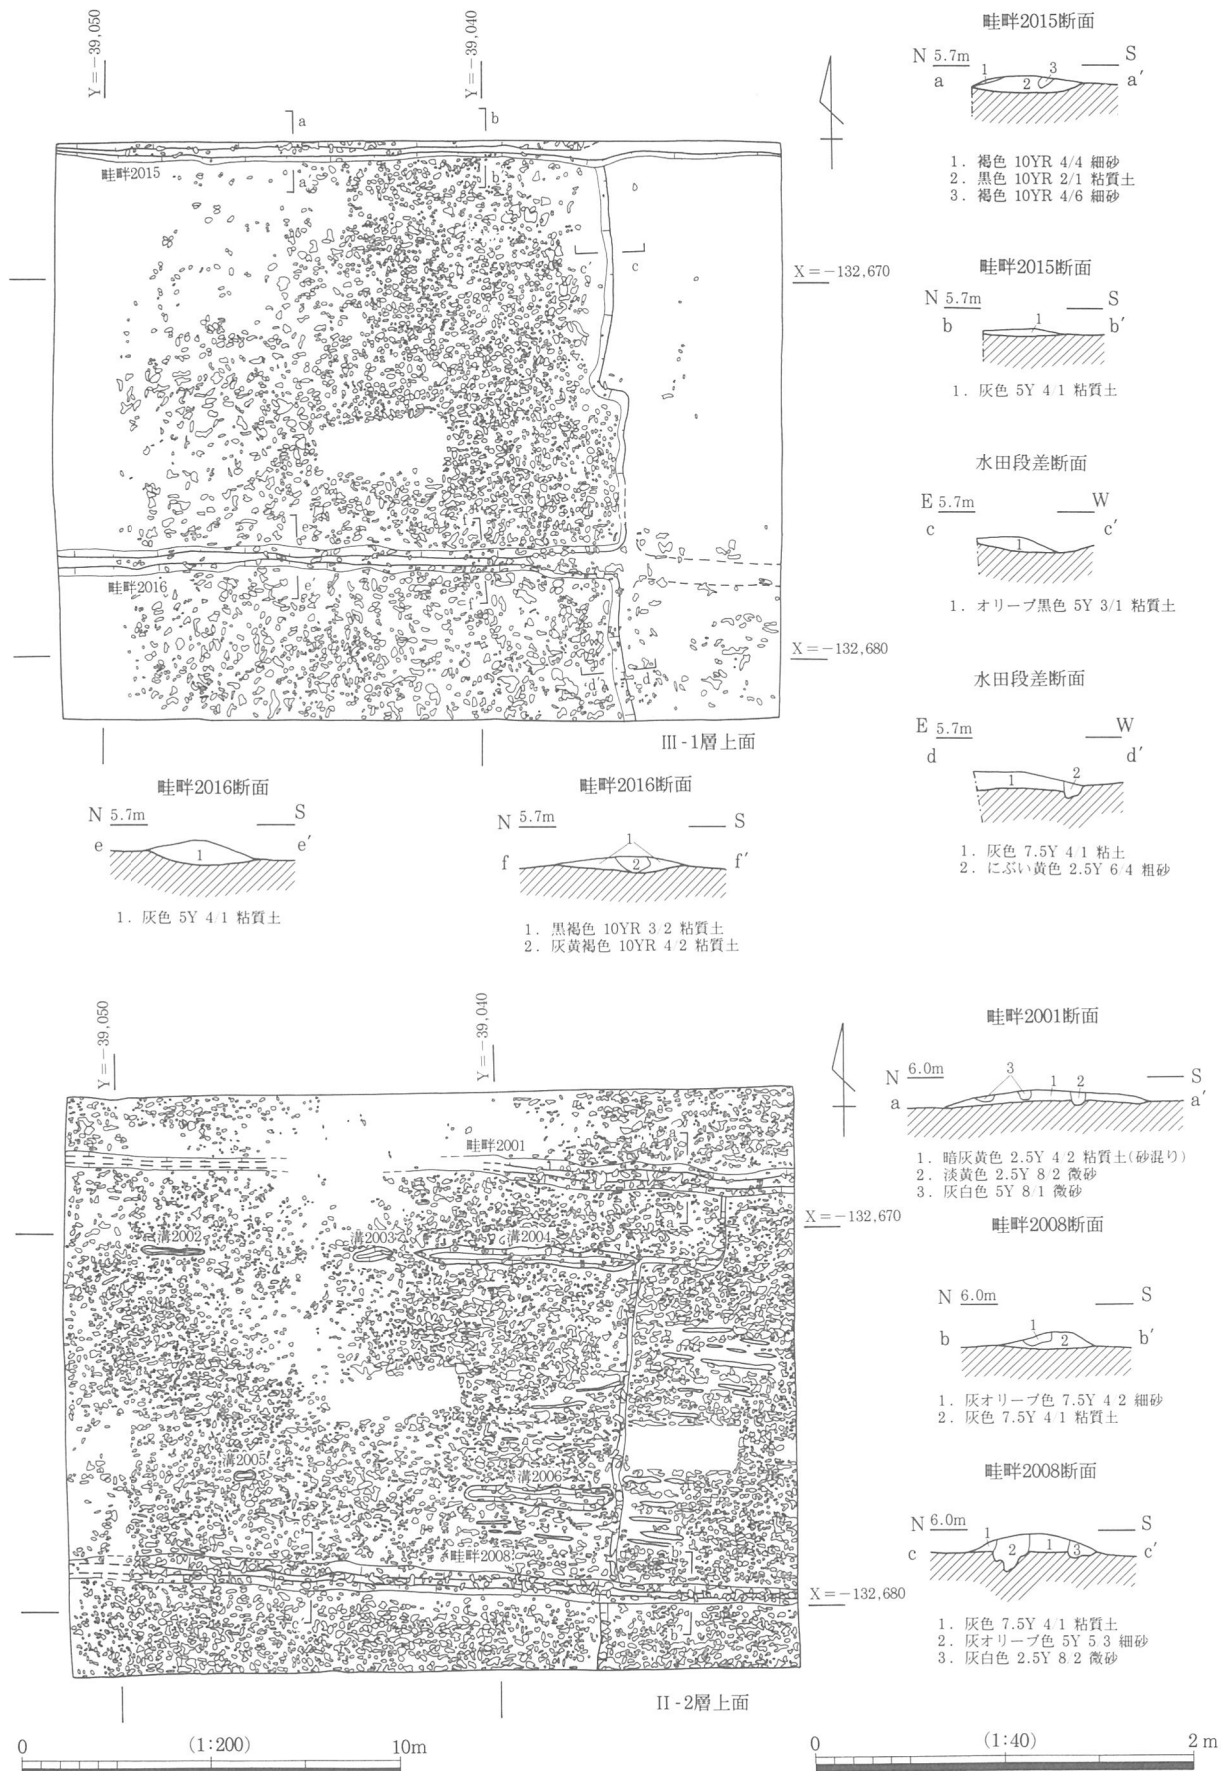 Y=-39,050
Y=-39,040
a
b
畦畔2015
a'
b'
c' c
X=-132,670
e f
畦畔2016
e' f'
X=-132,680
d' d
III-1層上面
畦畔2015断面
N 5.7m S
a 1 2 3 a'
1. 褐色 10YR 4/4 細砂
2. 黒色 10YR 2/1 粘質土
3. 褐色 10YR 4/6 細砂
畦畔2015断面
N 5.7m S
b 1 b'
1. 灰色 5Y 4/1 粘質土
水田段差断面
E 5.7m W
c 1 c'
1. オリーブ黒色 5Y 3/1 粘質土
水田段差断面
E 5.7m W
d 1 2 d'
1. 灰色 7.5Y 4/1 粘土
2. にぶい黄色 2.5Y 6/4 粗砂
畦畔2016断面
N 5.7m S
e 1 e'
1. 灰色 5Y 4/1 粘質土
畦畔2016断面
N 5.7m S
f 1 2 f'
1. 黒褐色 10YR 3/2 粘質土
2. 灰黄褐色 10YR 4/2 粘質土
Y=-39,050
Y=-39,040
畦畔2001
X=-132,670
溝2002 溝2003 溝2004
溝2005 溝2006
畦畔2008
X=-132,680
II-2層上面
畦畔2001断面
N 6.0m S
a 3 1 2 a'
1. 暗灰黄色 2.5Y 4/2 粘質土(砂混り)
2. 淡黄色 2.5Y 8/2 微砂
3. 灰白色 5Y 8/1 微砂
畦畔2008断面
N 6.0m S
b 1 2 b'
1. 灰オリーブ色 7.5Y 4/2 細砂
2. 灰色 7.5Y 4/1 粘質土
畦畔2008断面
N 6.0m S
c 1 2 1 3 c'
1. 灰色 7.5Y 4/1 粘質土
2. 灰オリーブ色 5Y 5/3 細砂
3. 灰白色 2.5Y 8/2 微砂
0 (1:200) 10m
0 (1:40) 2m